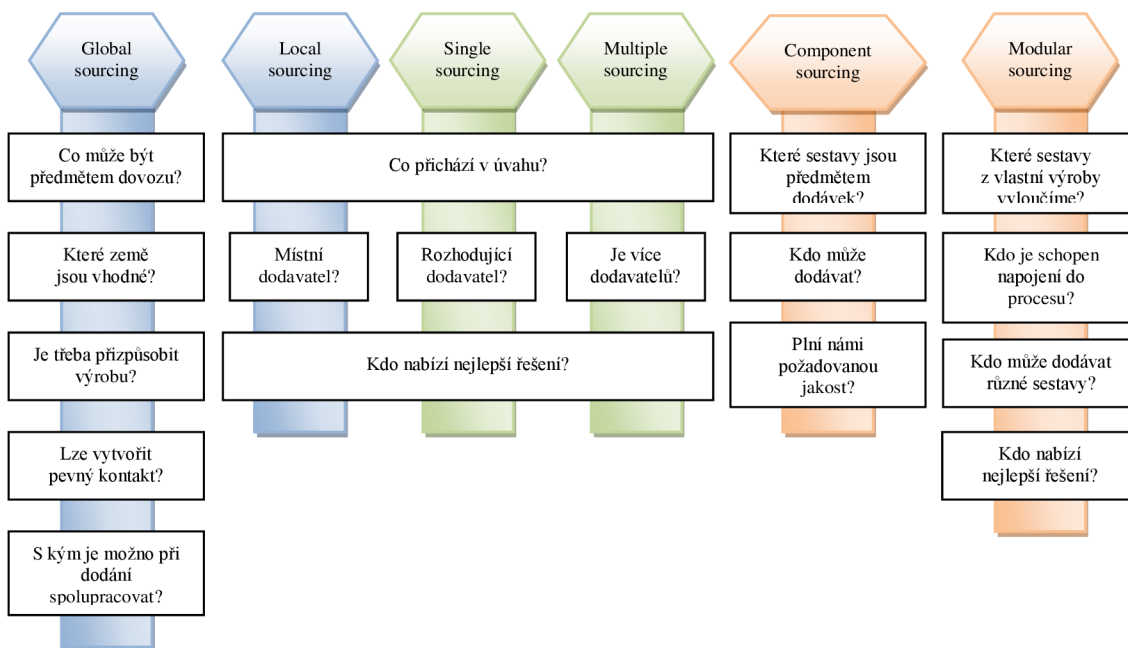 Global
sourcing
Local
sourcing
Single
sourcing
Multiple
sourcing
Component
sourcing
Modular
sourcing
Co může být
předmětem dovozu?
Co přichází v úvahu?
Které sestavy jsou
předmětem
dodávek?
Které sestavy
z vlastní výroby
vyloučíme?
Které země
jsou vhodné?
Místní
dodavatel?
Rozhodující
dodavatel?
Je více
dodavatelů?
Kdo může
dodávat?
Kdo je schopen
napojení do
procesu?
Je třeba přizpůsobit
výrobu?
Kdo nabízí nejlepší řešení?
Plní námi
požadovanou
jakost?
Kdo může dodávat
různé sestavy?
Lze vytvořit
pevný kontakt?
Kdo nabízí
nejlepší řešení?
S kým je možno při
dodání
spolupracovat?